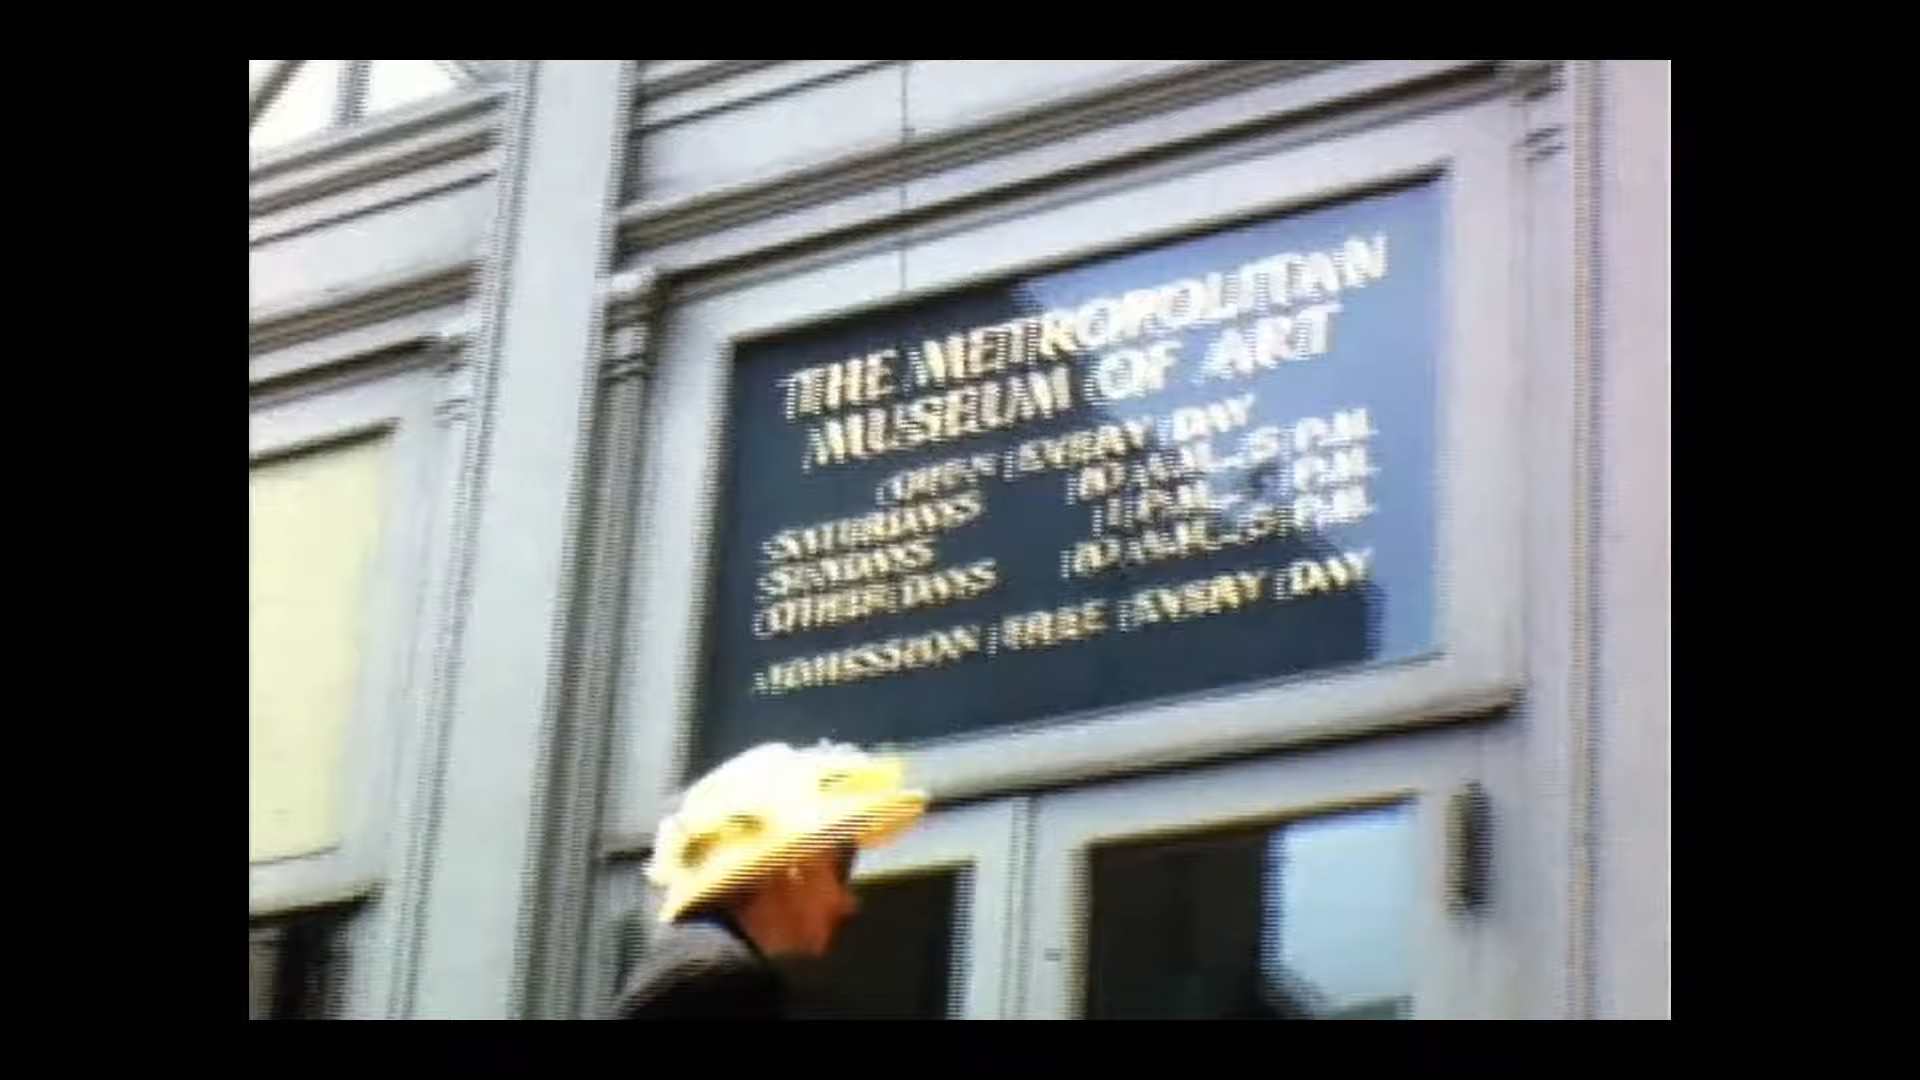 THE METROPOLITAN
MUSEUM OF ART
OPEN EVERY DAY
SATURDAYS 10 A.M.–5 P.M.
SUNDAYS 1 P.M. P.M.
OTHER DAYS 10 A.M.–5 P.M.
ADMISSION FREE EVERY DAY